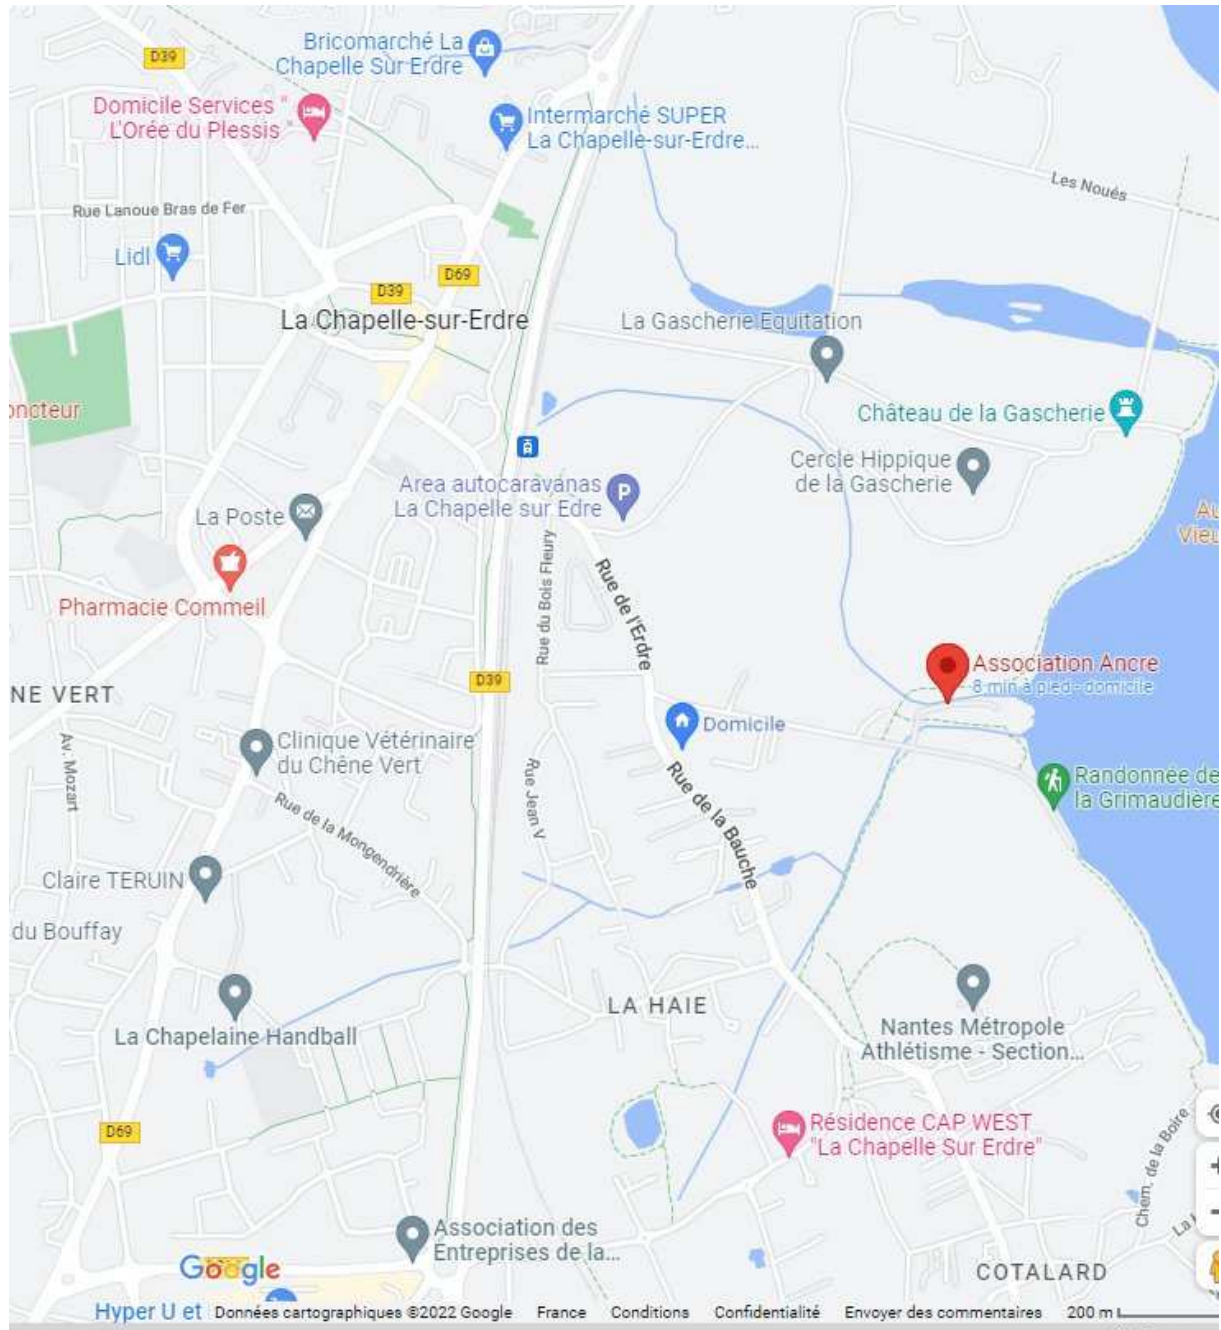 Bricomarché La
Chapelle Sur Erdre
D39
Domicile Services "
L'Orée du Plessis "
Intermarché SUPER
La Chapelle-sur-Erdre...
Les Noués
Rue Lanoue Bras de Fer
Lidl
D69
D39
La Chapelle-sur-Erdre
La Gascherie Equitation
oncteur
Château de la Gascherie
Cercle Hippique
de la Gascherie
Area autocaravanas
La Chapelle sur Edre
P
La Poste
Au
Vieu
Rue du Bois Fleury
Rue de l'Erdre
Pharmacie Commeil
D39
Association Ancre
8 min à pied - domicile
NE VERT
Domicile
Av. Mozart
Clinique Vétérinaire
du Chêne Vert
Rue Jean V
Rue de la Bauche
Randonnée de
la Grimaudière
Rue de la Mongendrière
Claire TERUIN
du Bouffay
LA HAIE
La Chapelaine Handball
Nantes Métropole
Athlétisme - Section...
D69
Résidence CAP WEST
"La Chapelle Sur Erdre"
Chem. de la Boire
Association des
Entreprises de la...
Google
COTALARD
Hyper U et
Données cartographiques ©2022 Google France Conditions Confidentialité Envoyer des commentaires 200 m